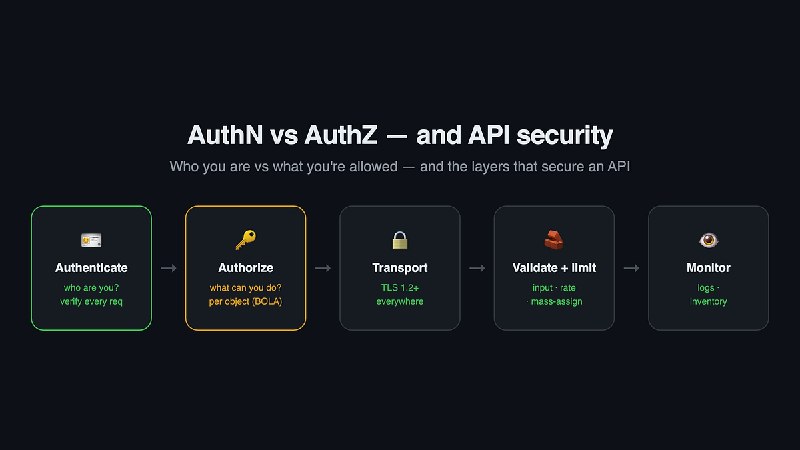 AuthN vs AuthZ — and API security
Who you are vs what you're allowed — and the layers that secure an API
Authenticate
who are you?
verify every req
→
Authorize
what can you do?
per object (BOLA)
→
Transport
TLS 1.2+
everywhere
→
Validate + limit
input · rate
· mass-assign
→
Monitor
logs ·
inventory